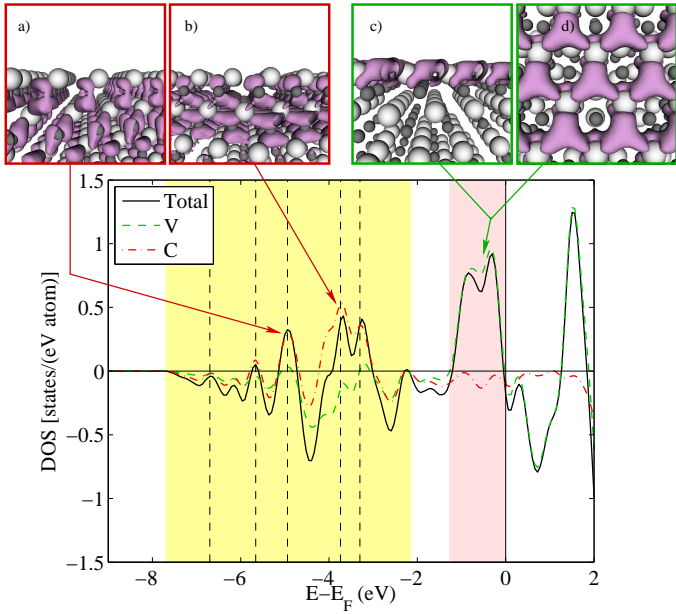 a)
b)
c)
d)
Total
V
C
1.5
1
0.5
0
−0.5
−1
−1.5
DOS [states/(eV atom)]
−8
−6
−4
−2
0
2
E−E_F (eV)